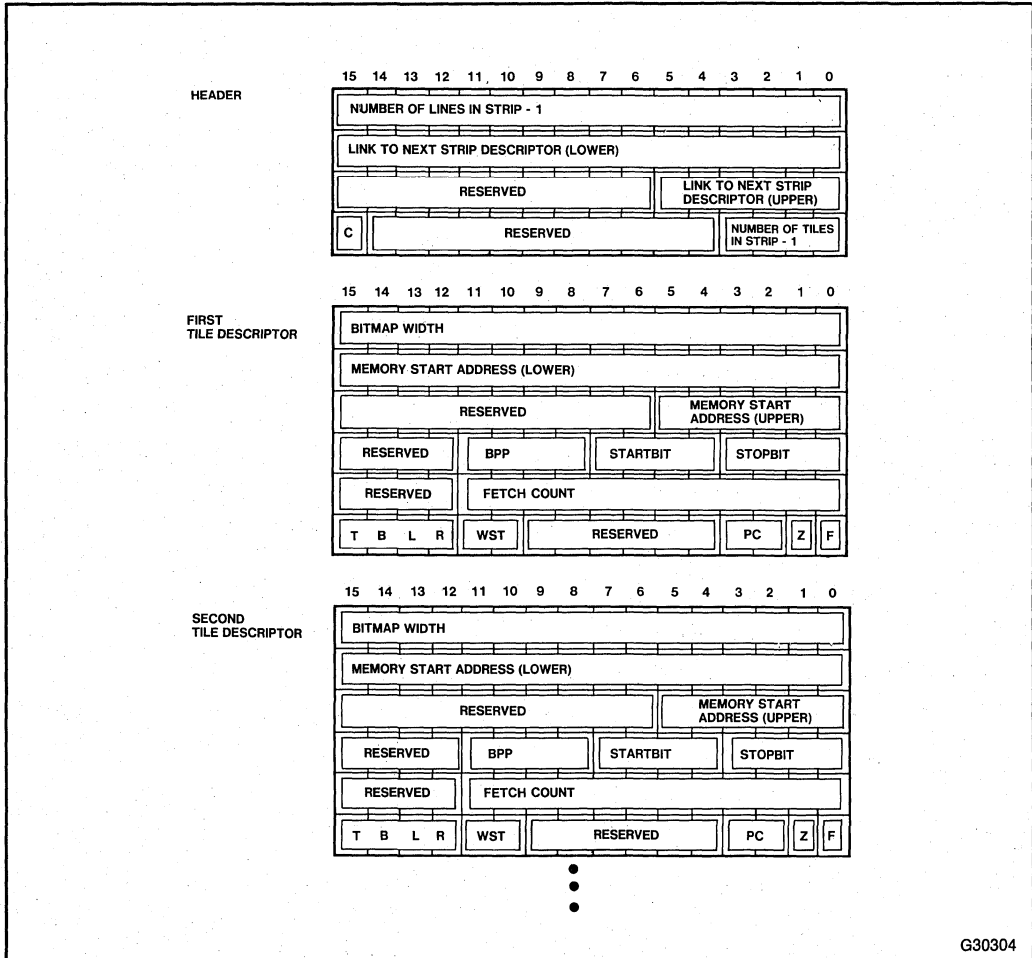 15 14 13 12 11 10 9 8 7 6 5 4 3 2 1 0
HEADER
NUMBER OF LINES IN STRIP - 1
LINK TO NEXT STRIP DESCRIPTOR (LOWER)
RESERVED
LINK TO NEXT STRIP
DESCRIPTOR (UPPER)
C
RESERVED
NUMBER OF TILES
IN STRIP - 1
15 14 13 12 11 10 9 8 7 6 5 4 3 2 1 0
FIRST
TILE DESCRIPTOR
BITMAP WIDTH
MEMORY START ADDRESS (LOWER)
RESERVED
MEMORY START
ADDRESS (UPPER)
RESERVED BPP STARTBIT STOPBIT
RESERVED FETCH COUNT
T B L R WST RESERVED PC Z F
15 14 13 12 11 10 9 8 7 6 5 4 3 2 1 0
SECOND
TILE DESCRIPTOR
BITMAP WIDTH
MEMORY START ADDRESS (LOWER)
RESERVED
MEMORY START
ADDRESS (UPPER)
RESERVED BPP STARTBIT STOPBIT
RESERVED FETCH COUNT
T B L R WST RESERVED PC Z F
G30304